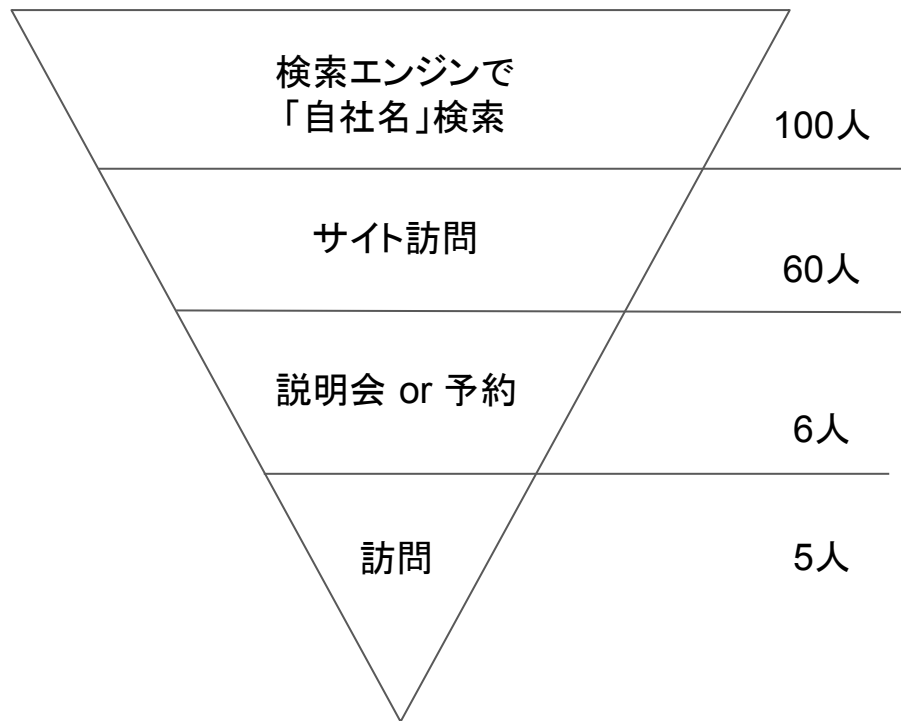 検索エンジンで
「自社名」検索
100人
サイト訪問
60人
説明会 or 予約
6人
訪問
5人